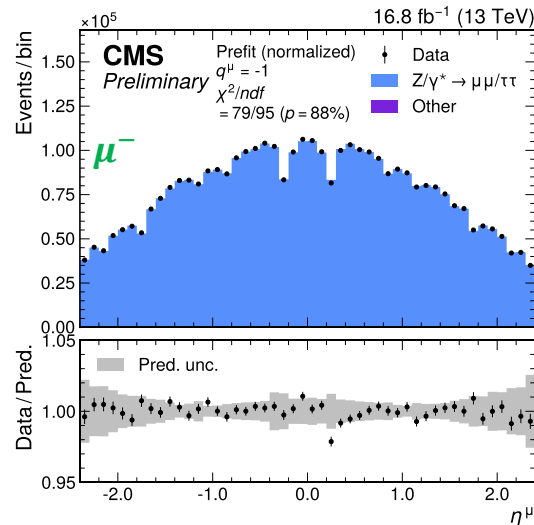 ×10⁵
16.8 fb⁻¹ (13 TeV)
CMS
Preliminary
Prefit (normalized)
q^μ = -1
χ²/ndf
= 79/95 (p = 88%)
Data
Z/γ* → μμ/ττ
Other
μ⁻
Events / bin
1.50
1.25
1.00
0.75
0.50
0.25
0.00
Pred. unc.
Data / Pred.
1.05
1.00
0.95
-2.0 -1.0 0.0 1.0 2.0
η^μ